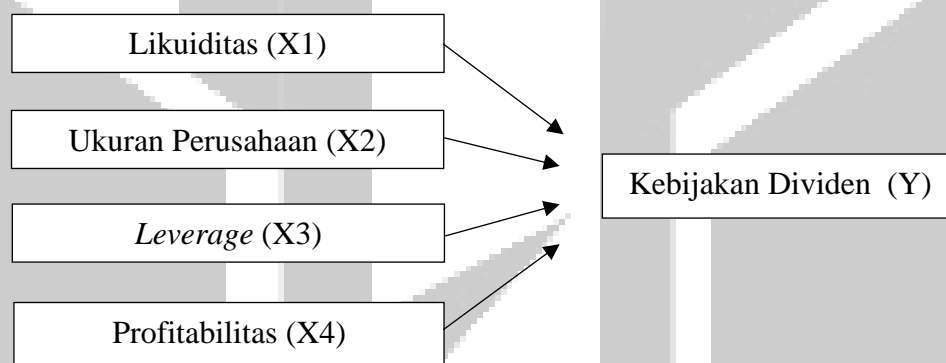 Likuiditas (X1)
Ukuran Perusahaan (X2)
Kebijakan Dividen (Y)
Leverage (X3)
Profitabilitas (X4)